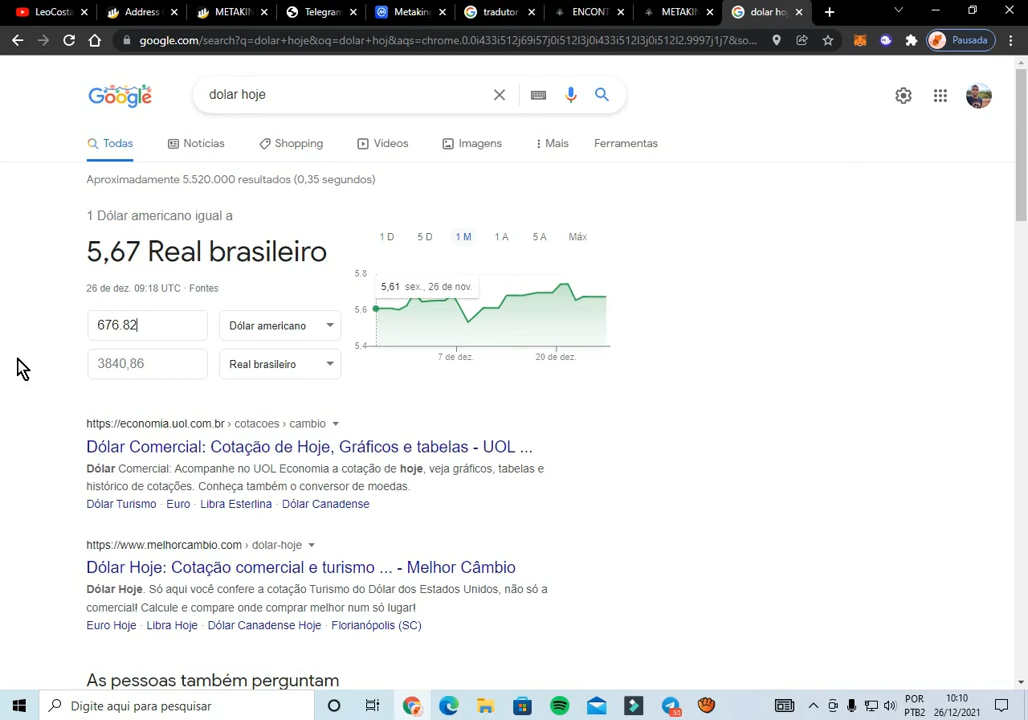 LeoCosta
Address
METAKIN
Telegram
Metaking
tradutor
ENCONT
METAKIN
dolar hoj
google.com/search?q=dolar+hoje&oq=dolar+hoj&aqs=chrome.0.0i433i512j69i57j0i512l3j0i433i512l3j0i512l2.9997j1j7&so...
Pausada
Google
dolar hoje
Todas
Notícias
Shopping
Vídeos
Imagens
Mais
Ferramentas
Aproximadamente 5.520.000 resultados (0,35 segundos)
1 Dólar americano igual a
5,67 Real brasileiro
26 de dez. 09:18 UTC · Fontes
676.82
Dólar americano
3840,86
Real brasileiro
1 D
5 D
1 M
1 A
5 A
Máx
5.8
5.6
5.4
5,61 sex., 26 de nov.
7 de dez.
20 de dez.
https://economia.uol.com.br › cotacoes › cambio
Dólar Comercial: Cotação de Hoje, Gráficos e tabelas - UOL ...
Dólar Comercial: Acompanhe no UOL Economia a cotação de hoje, veja gráficos, tabelas e
histórico de cotações. Conheça também o conversor de moedas.
Dólar Turismo · Euro · Libra Esterlina · Dólar Canadense
https://www.melhorcambio.com › dolar-hoje
Dólar Hoje: Cotação comercial e turismo ... - Melhor Câmbio
Dólar Hoje. Só aqui você confere a cotação Turismo do Dólar dos Estados Unidos, não só a
comercial! Calcule e compare onde comprar melhor num só lugar!
Euro Hoje · Libra Hoje · Dólar Canadense Hoje · Florianópolis (SC)
As pessoas também perguntam
Digite aqui para pesquisar
POR
PTB2
10:10
26/12/2021